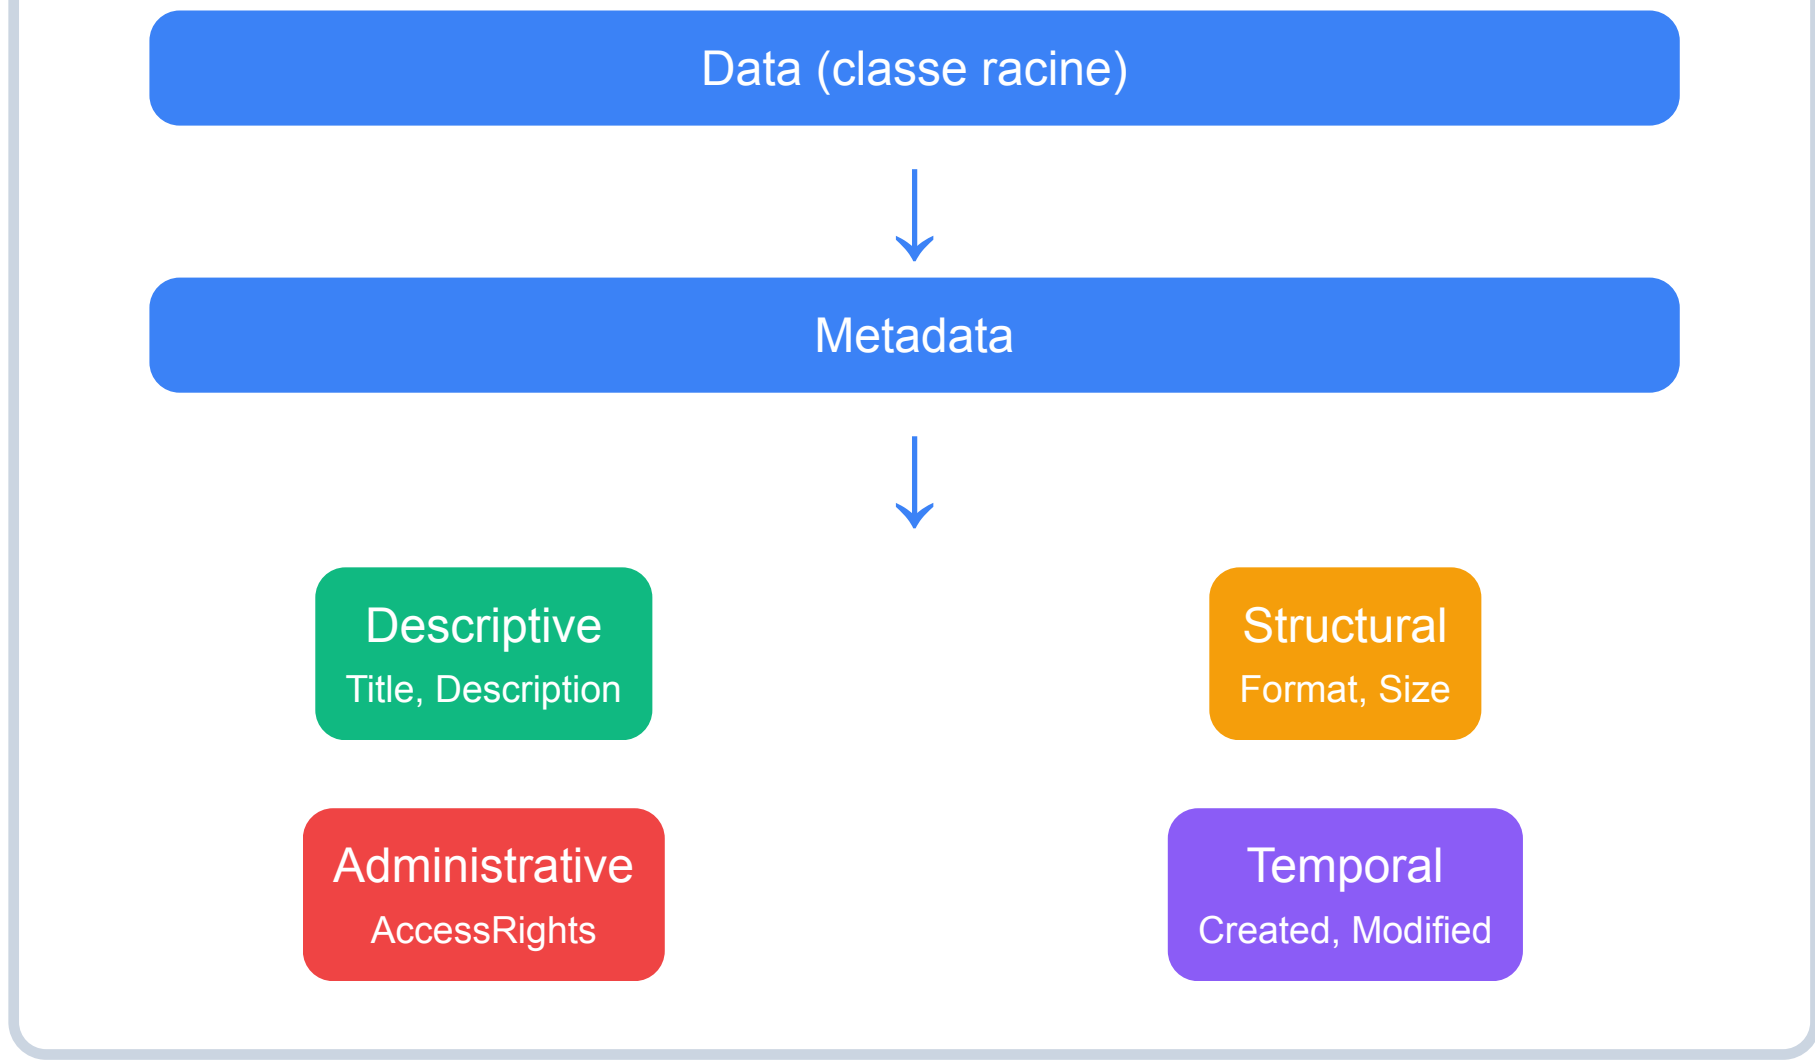 Data (classe racine)
Metadata
Descriptive
Title, Description
Structural
Format, Size
Administrative
AccessRights
Temporal
Created, Modified